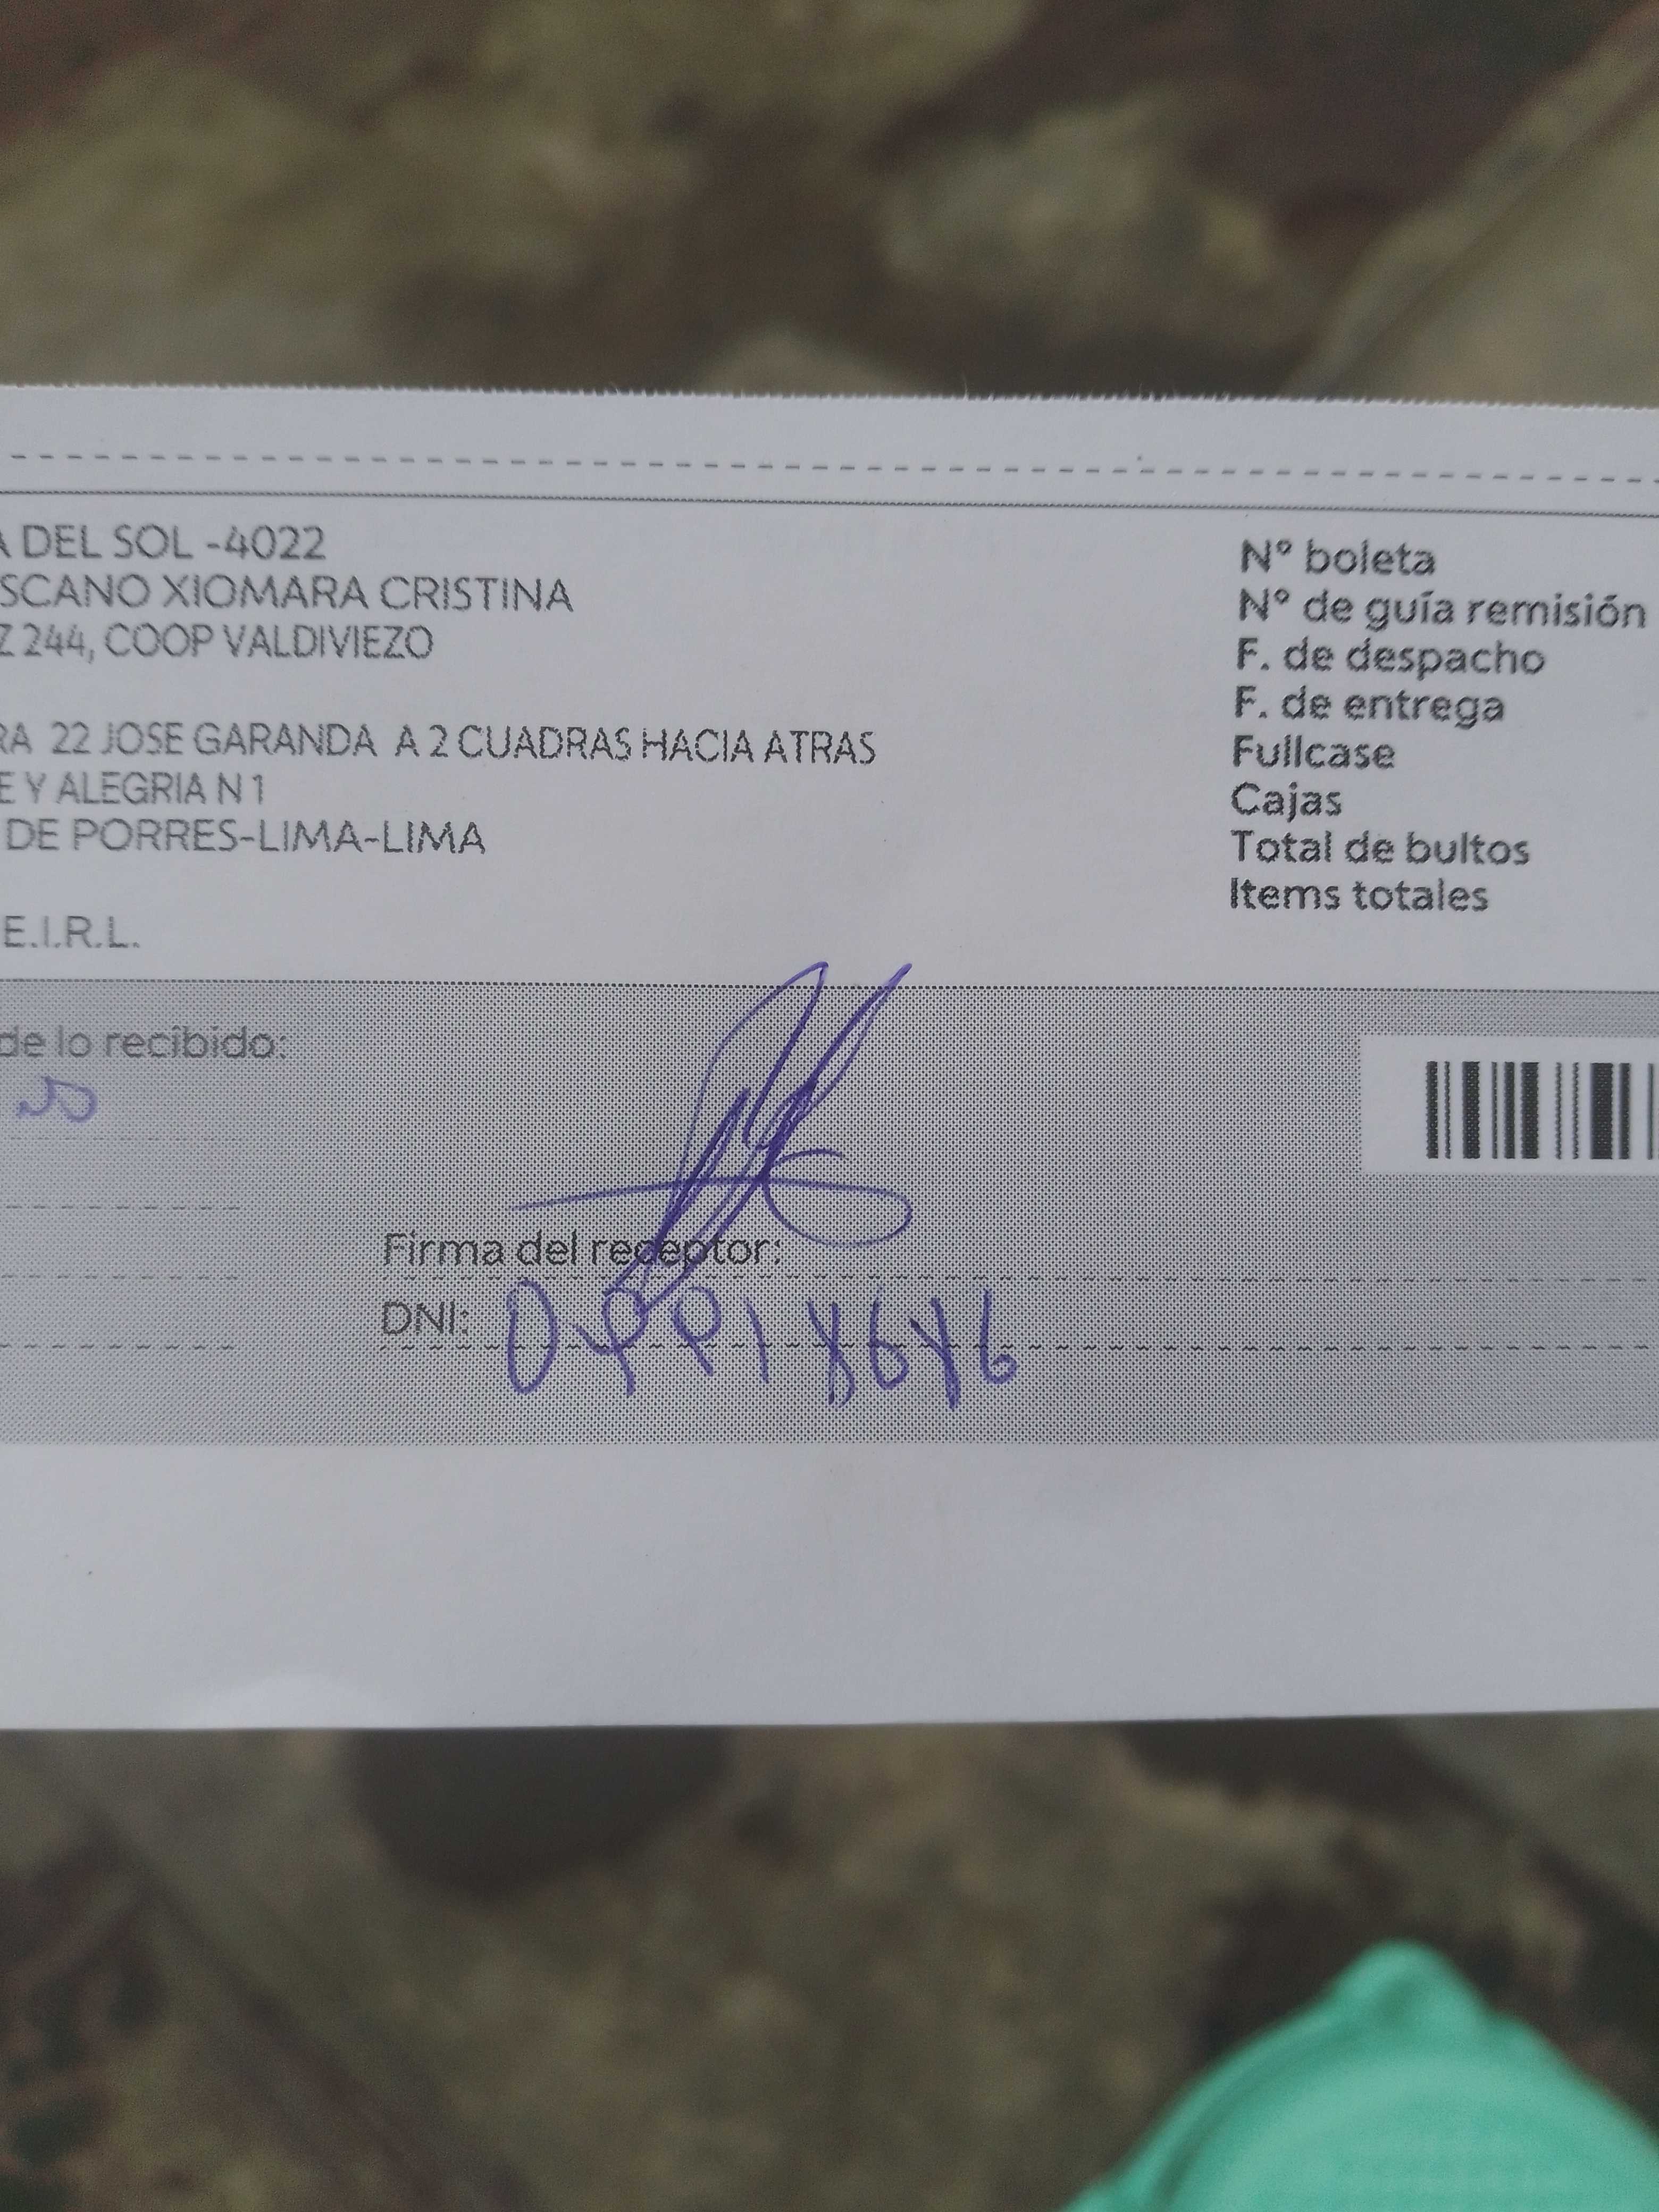 A DEL SOL -4022
SCANO XIOMARA CRISTINA
Z 244, COOP VALDIVIEZO
RA 22 JOSE GARANDA A 2 CUADRAS HACIA ATRAS
E Y ALEGRIA N 1
DE PORRES-LIMA-LIMA
E.I.R.L.
N° boleta
N° de guía remisión
F. de despacho
F. de entrega
Fullcase
Cajas
Total de bultos
Items totales
de lo recibido:
Firma del receptor:
DNI: